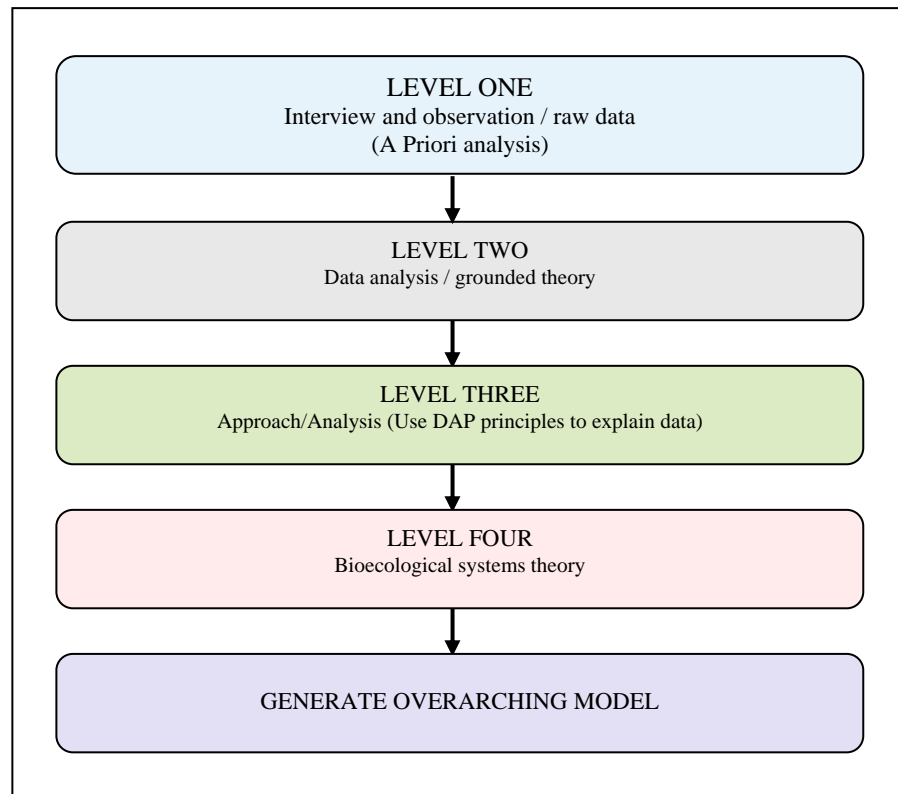 LEVEL ONE
Interview and observation / raw data
(A Priori analysis)
LEVEL TWO
Data analysis / grounded theory
LEVEL THREE
Approach/Analysis (Use DAP principles to explain data)
LEVEL FOUR
Bioecological systems theory
GENERATE OVERARCHING MODEL